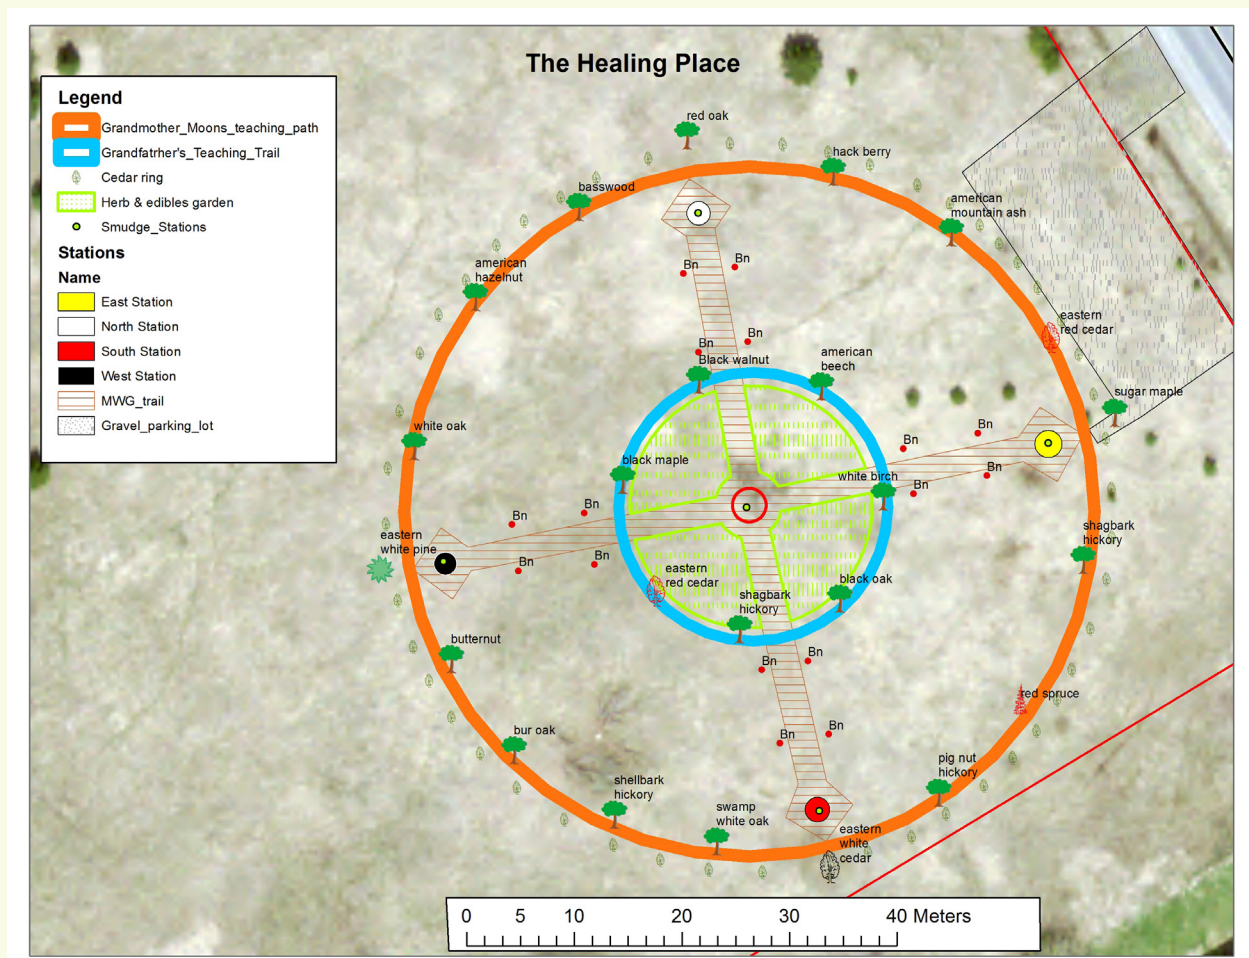 The Healing Place
Legend
Grandmother_Moons_teaching_path
Grandfatrher's_Teaching_Trail
Cedar ring
Herb & edibles garden
Smudge_Stations
Stations
Name
East Station
North Station
South Station
West Station
MWG_trail
Gravel_parking_lot
red oak
hack berry
basswood
american
mountain ash
american
hazelnut
Bn
Bn
eastern
red cedar
Bn
Bn
Black walnut
american
beech
sugar maple
white oak
Bn
Bn
black maple
white birch
Bn
Bn
Bn
Bn
eastern
white pine
shagbark
hickory
Bn
Bn
eastern
red cedar
black oak
shagbark
hickory
butternut
Bn
Bn
red spruce
bur oak
Bn
Bn
pig nut
hickory
shellbark
hickory
swamp
white oak
eastern
white
cedar
0 5 10 20 30 40 Meters